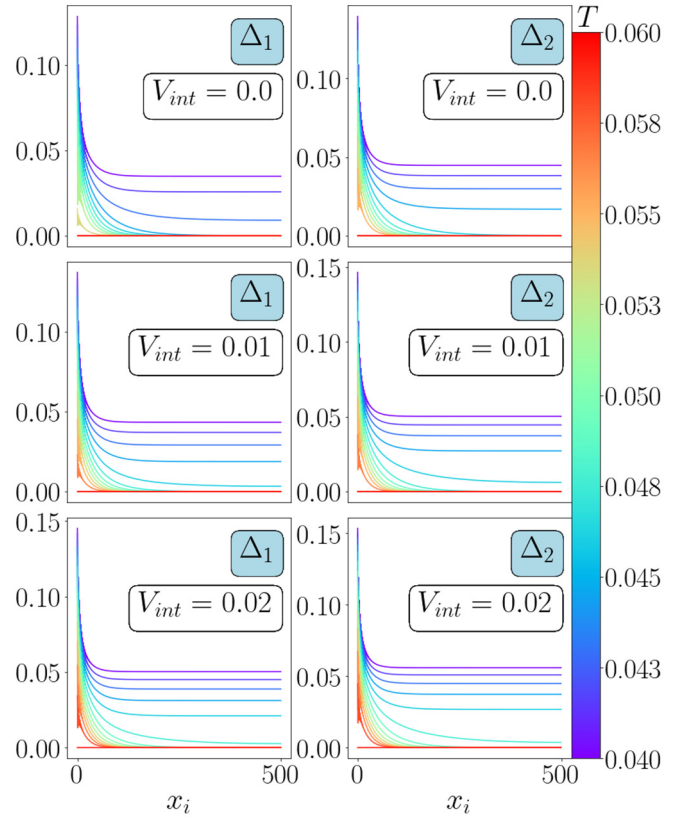 Δ₁
V_int = 0.0
0.10
0.05
0.00
Δ₂
V_int = 0.0
0.10
0.05
0.00
Δ₁
V_int = 0.01
0.10
0.05
0.00
0.15
Δ₂
V_int = 0.01
0.10
0.05
0.00
0.15
Δ₁
V_int = 0.02
0.10
0.05
0.00
0 500
x_i
0.15
Δ₂
V_int = 0.02
0.10
0.05
0.00
0 500
x_i
T
0.060
0.058
0.055
0.053
0.050
0.048
0.045
0.043
0.040